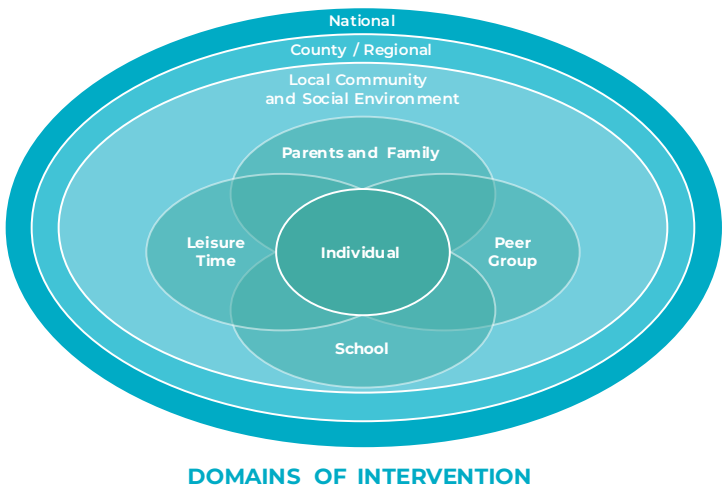 National
County / Regional
Local Community
and Social Environment
Parents and Family
Leisure
Time
Individual
Peer
Group
School
DOMAINS OF INTERVENTION